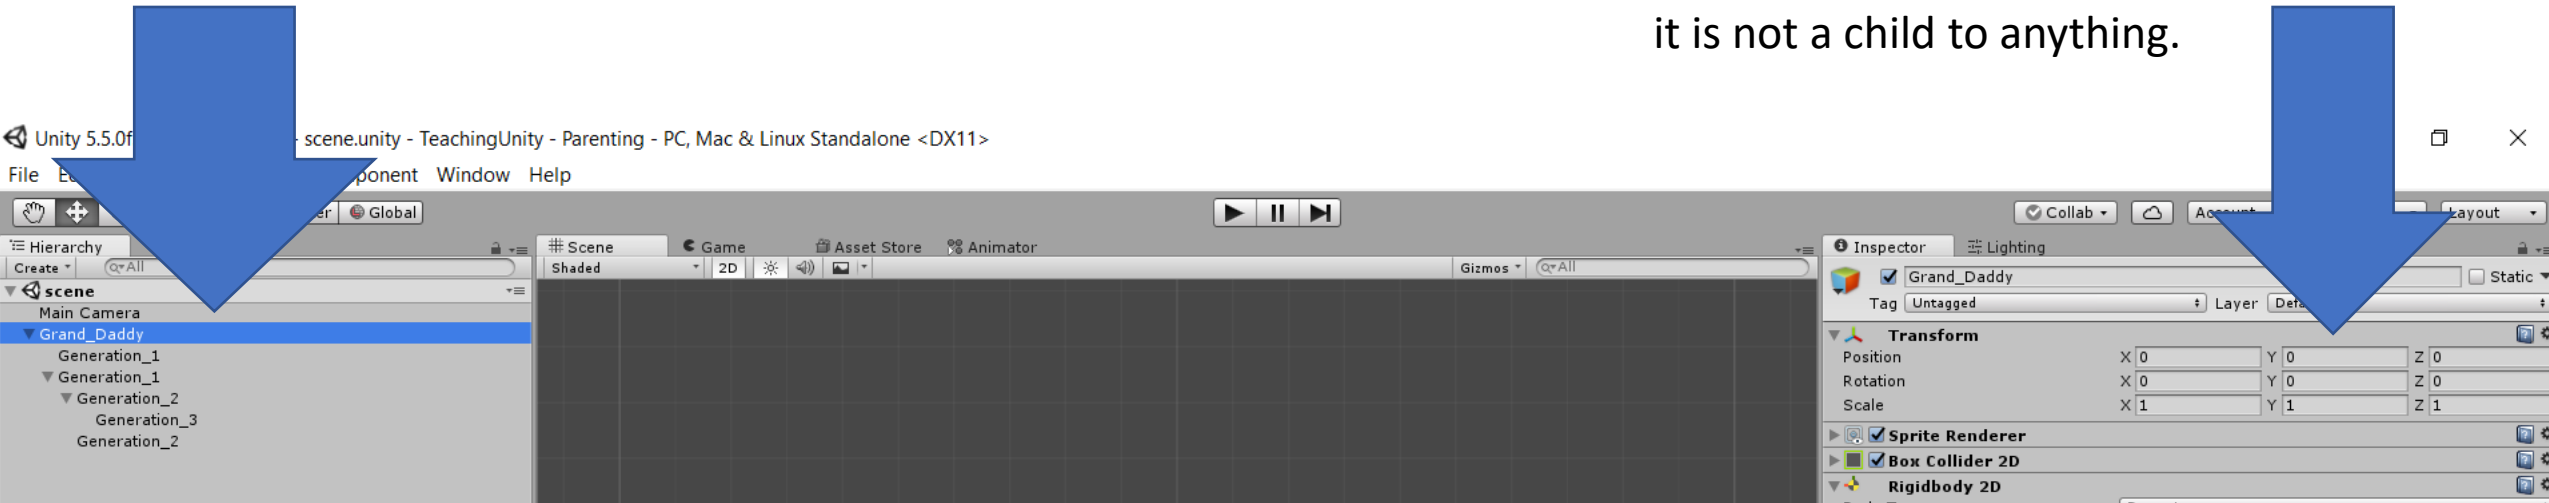 it is not a child to anything.
Unity 5.5.0f scene.unity - TeachingUnity - Parenting - PC, Mac & Linux Standalone <DX11>
File Window Help
Global Collab Layout
Hierarchy Scene Game Asset Store Animator Inspector Lighting
Create All Shaded 2D Gizmos All
scene Grand_Daddy Static
Main Camera Tag Untagged Layer
Grand_Daddy Transform
Generation_1 Position X 0 Y 0 Z 0
Generation_1 Rotation X 0 Y 0 Z 0
Generation_2 Scale X 1 Y 1 Z 1
Generation_3 Sprite Renderer
Generation_2 Box Collider 2D
Rigidbody 2D